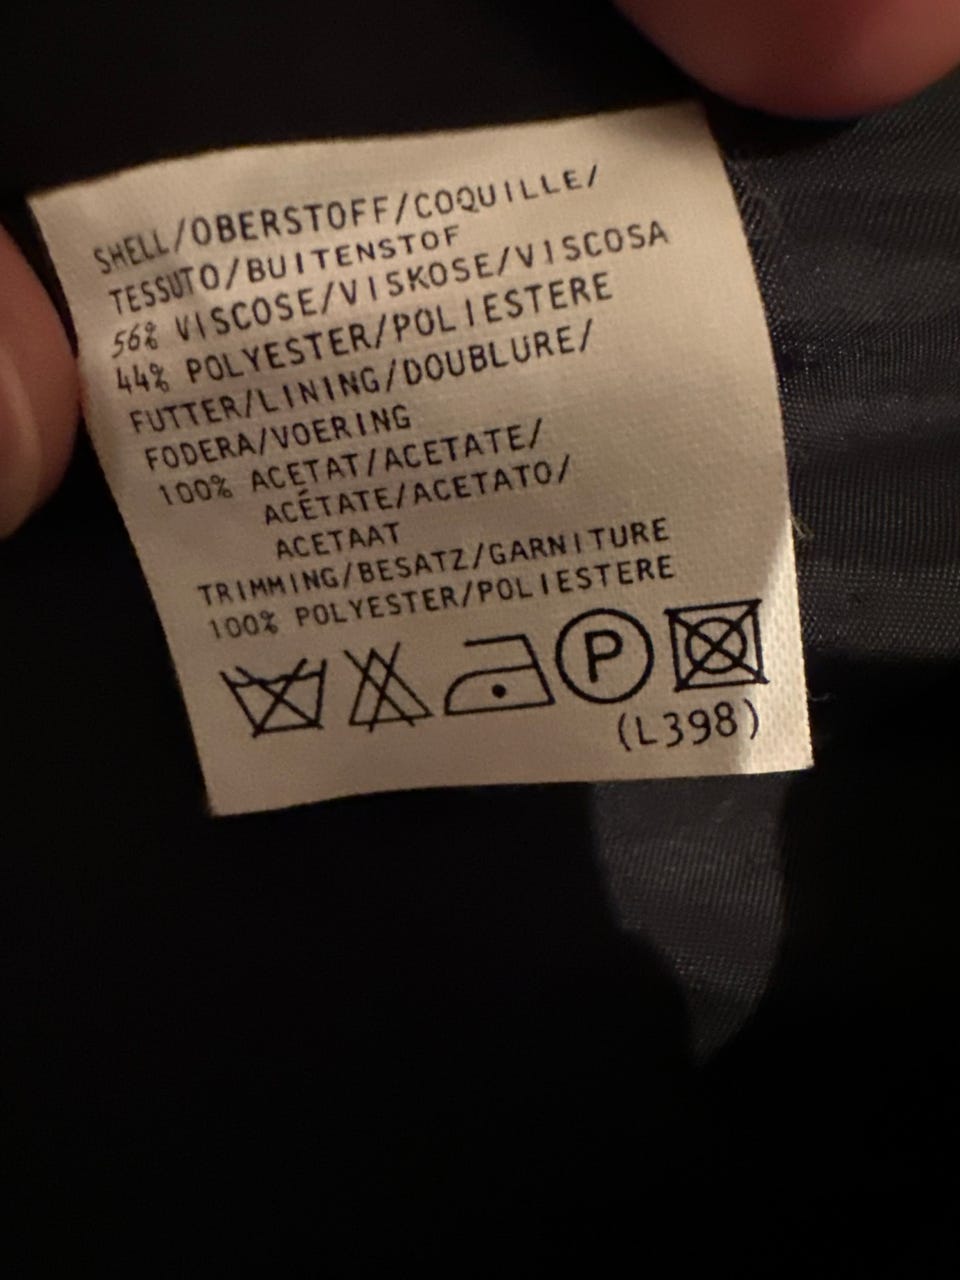 SHELL/OBERSTOFF/COQUILLE/
TESSUTO/BUITENSTOF
56% VISCOSE/VISKOSE/VISCOSA
44% POLYESTER/POLIESTERE
FUTTER/LINING/DOUBLURE/
FODERA/VOERING
100% ACETAT/ACETATE/
ACÉTATE/ACETATO/
ACETAAT
TRIMMING/BESATZ/GARNITURE
100% POLYESTER/POLIESTERE
P
(L398)